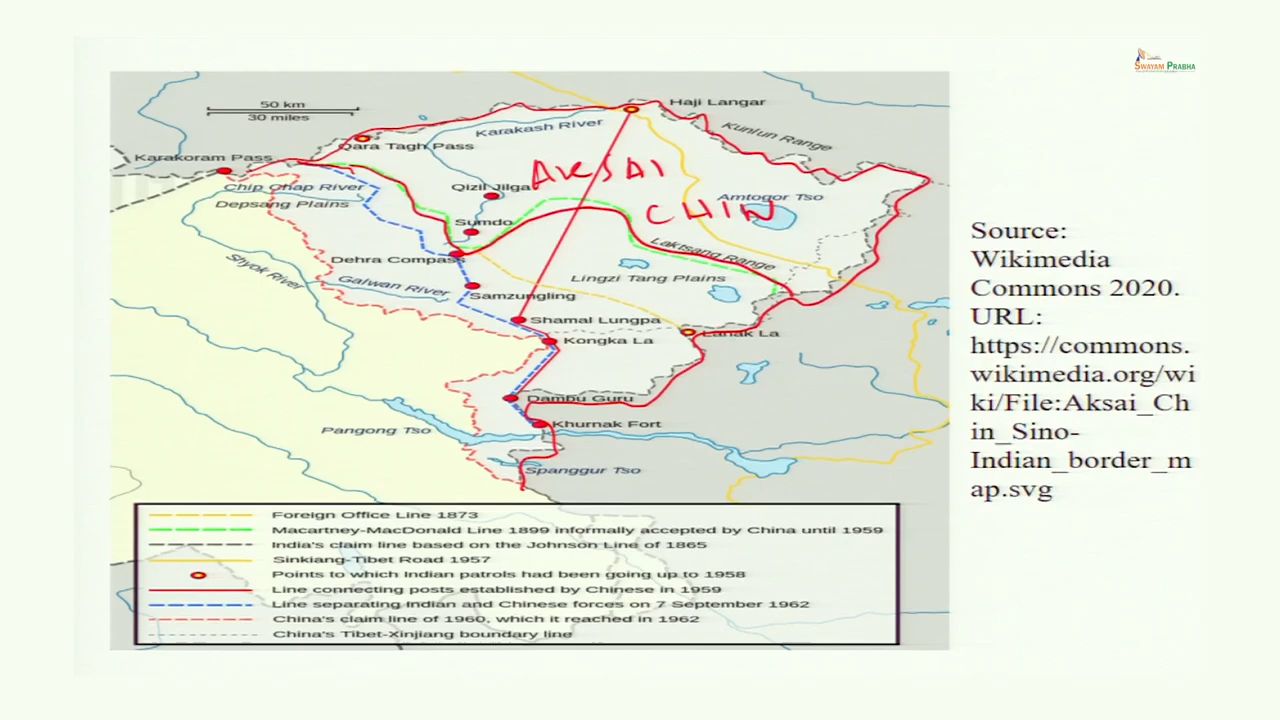 SWAYAM PRABHA
50 km
30 miles
Haji Langar
Karakash River
Kunlun Range
Qara Tagh Pass
Karakoram Pass
AKSAI
CHIN
Chip Chap River
Qizil Jilga
Amtogor Tso
Depsang Plains
Sumdo
Laktsang Range
Dehra Compass
Shyok River
Galwan River
Lingzi Tang Plains
Samzungling
Shamal Lungpa
Lanak La
Kongka La
Dambu Guru
Khurnak Fort
Pangong Tso
Spanggur Tso
Foreign Office Line 1873
Macartney-MacDonald Line 1899 informally accepted by China until 1959
India's claim line based on the Johnson Line of 1865
Sinkiang-Tibet Road 1957
Points to which Indian patrols had been going up to 1958
Line connecting posts established by Chinese in 1959
Line separating Indian and Chinese forces on 7 September 1962
China's claim line of 1960, which it reached in 1962
China's Tibet-Xinjiang boundary line
Source:
Wikimedia
Commons 2020.
URL:
https://commons.
wikimedia.org/wi
ki/File:Aksai_Ch
in_Sino-
Indian_border_m
ap.svg